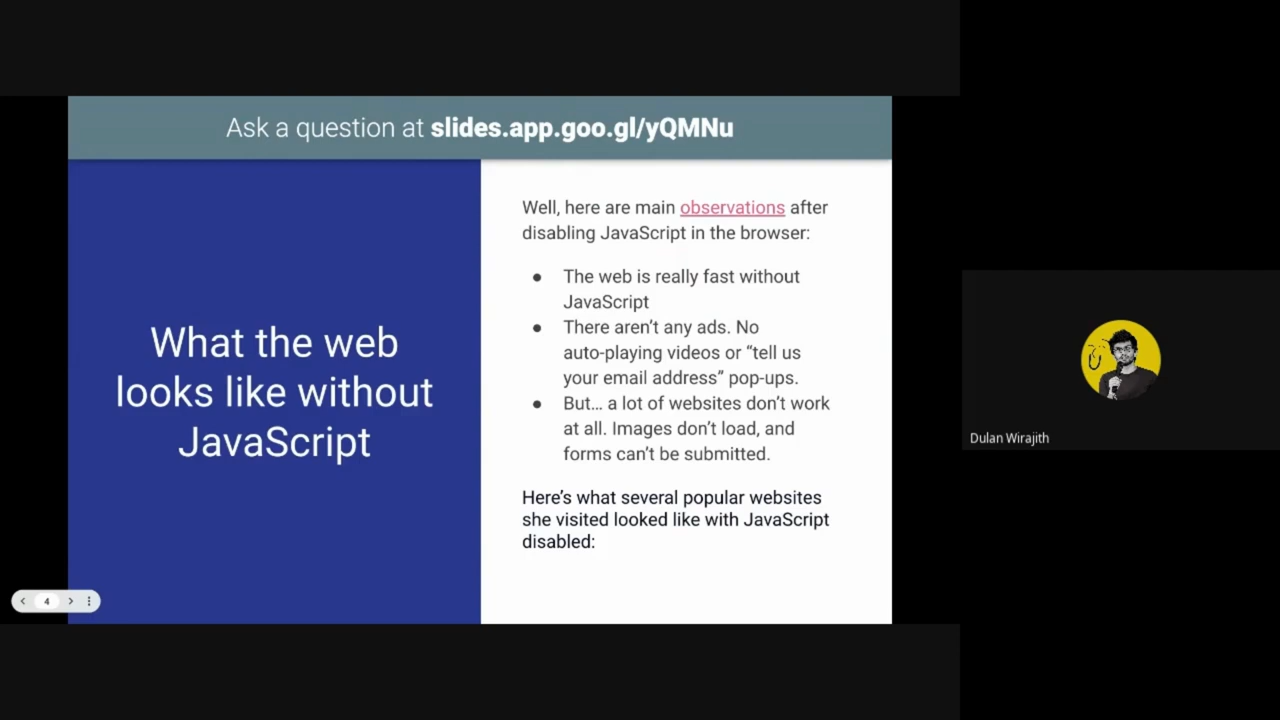 Ask a question at slides.app.goo.gl/yQMNu
What the web
looks like without
JavaScript
Well, here are main observations after
disabling JavaScript in the browser:
● The web is really fast without
JavaScript
● There aren’t any ads. No
auto-playing videos or “tell us
your email address” pop-ups.
● But… a lot of websites don’t work
at all. Images don’t load, and
forms can’t be submitted.
Here’s what several popular websites
she visited looked like with JavaScript
disabled:
4
Dulan Wirajith